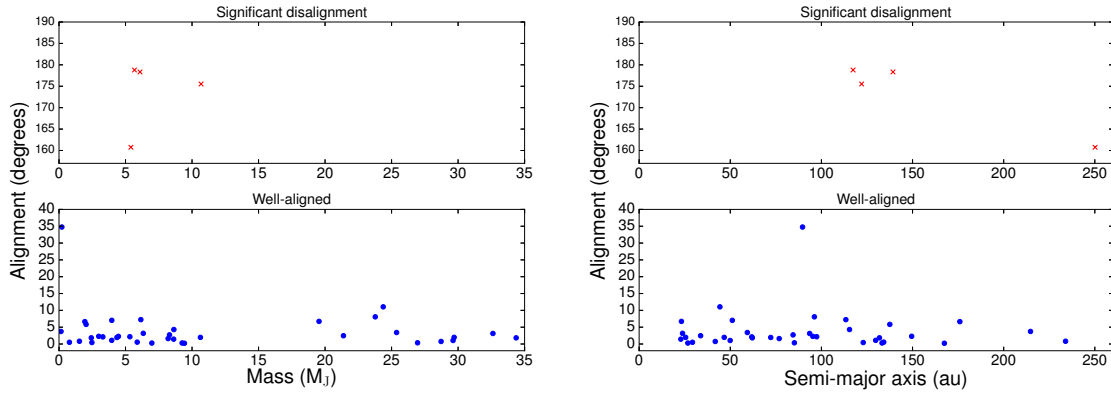 Significant disalignment
190
185
180
175
170
165
160
0 5 10 15 20 25 30 35
Well-aligned
40
35
30
25
20
15
10
5
0
0 5 10 15 20 25 30 35
Alignment (degrees)
Mass (M_J)
Significant disalignment
190
185
180
175
170
165
160
0 50 100 150 200 250
Well-aligned
40
35
30
25
20
15
10
5
0
0 50 100 150 200 250
Alignment (degrees)
Semi-major axis (au)